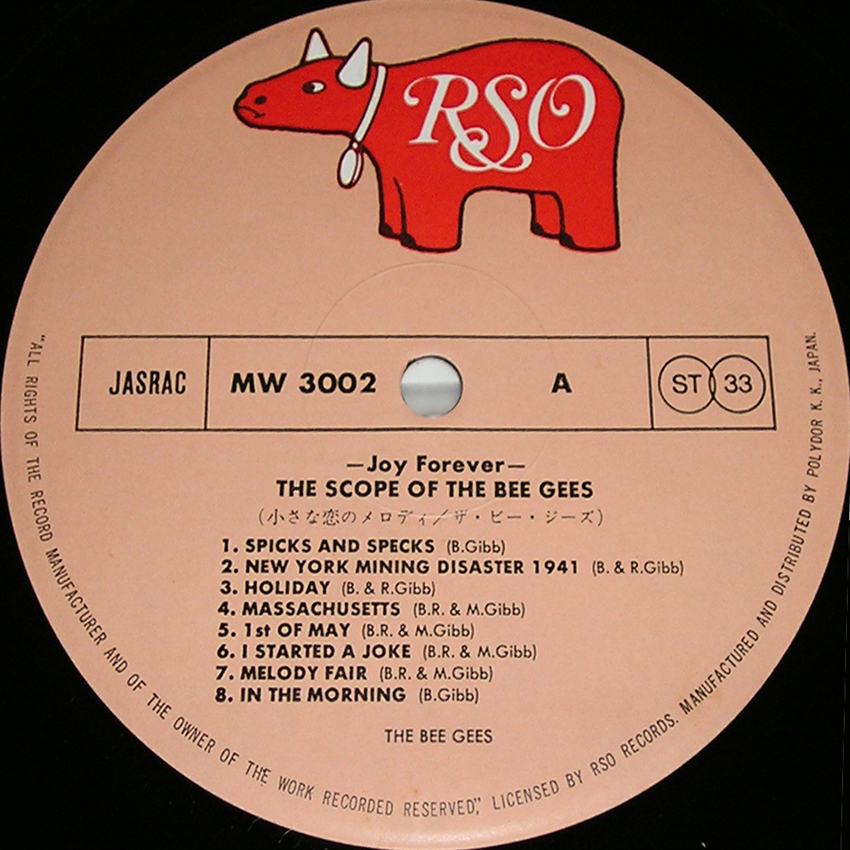 RSO
JASRAC
MW 3002
A
ST 33
—Joy Forever—
THE SCOPE OF THE BEE GEES
(小さな恋のメロディ/ザ・ビー・ジーズ)
1. SPICKS AND SPECKS (B.Gibb)
2. NEW YORK MINING DISASTER 1941 (B. & R.Gibb)
3. HOLIDAY (B. & R.Gibb)
4. MASSACHUSETTS (B.R. & M.Gibb)
5. 1st OF MAY (B.R. & M.Gibb)
6. I STARTED A JOKE (B.R. & M.Gibb)
7. MELODY FAIR (B.R. & M.Gibb)
8. IN THE MORNING (B.Gibb)
THE BEE GEES
"ALL RIGHTS OF THE RECORD MANUFACTURER AND OF THE OWNER OF THE WORK RECORDED RESERVED," LICENSED BY RSO RECORDS. MANUFACTURED AND DISTRIBUTED BY POLYDOR K. K., JAPAN.